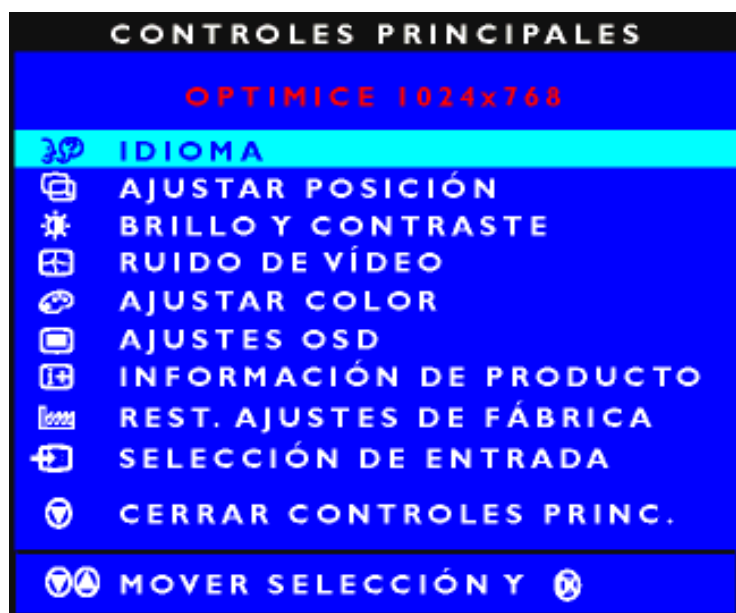 CONTROLES PRINCIPALES
OPTIMICE 1024x768
IDIOMA
AJUSTAR POSICIÓN
BRILLO Y CONTRASTE
RUIDO DE VÍDEO
AJUSTAR COLOR
AJUSTES OSD
INFORMACIÓN DE PRODUCTO
REST. AJUSTES DE FÁBRICA
SELECCIÓN DE ENTRADA
CERRAR CONTROLES PRINC.
MOVER SELECCIÓN Y OK